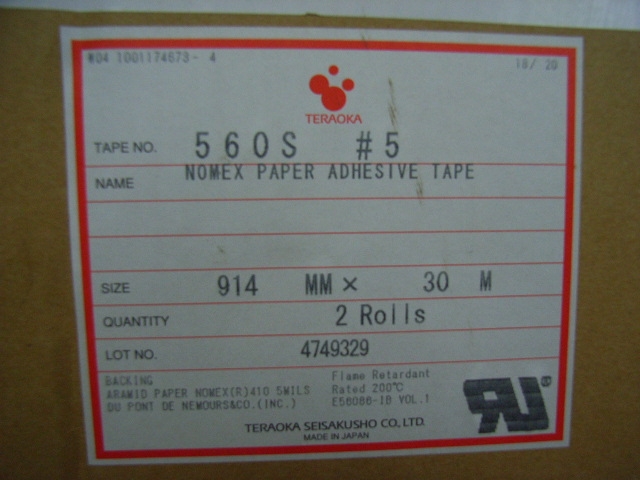 W04 1001174673- 4
18/ 20
TERAOKA
TAPE NO. 560S #5
NAME NOMEX PAPER ADHESIVE TAPE
SIZE 914 MM × 30 M
QUANTITY 2 Rolls
LOT NO. 4749329
BACKING
ARAMID PAPER NOMEX(R)410 5MILS
DU PONT DE NEMOURS&CO.(INC.)
Flame Retardant
Rated 200℃
E56086-IB VOL.1
RU®
TERAOKA SEISAKUSHO CO., LTD.
MADE IN JAPAN